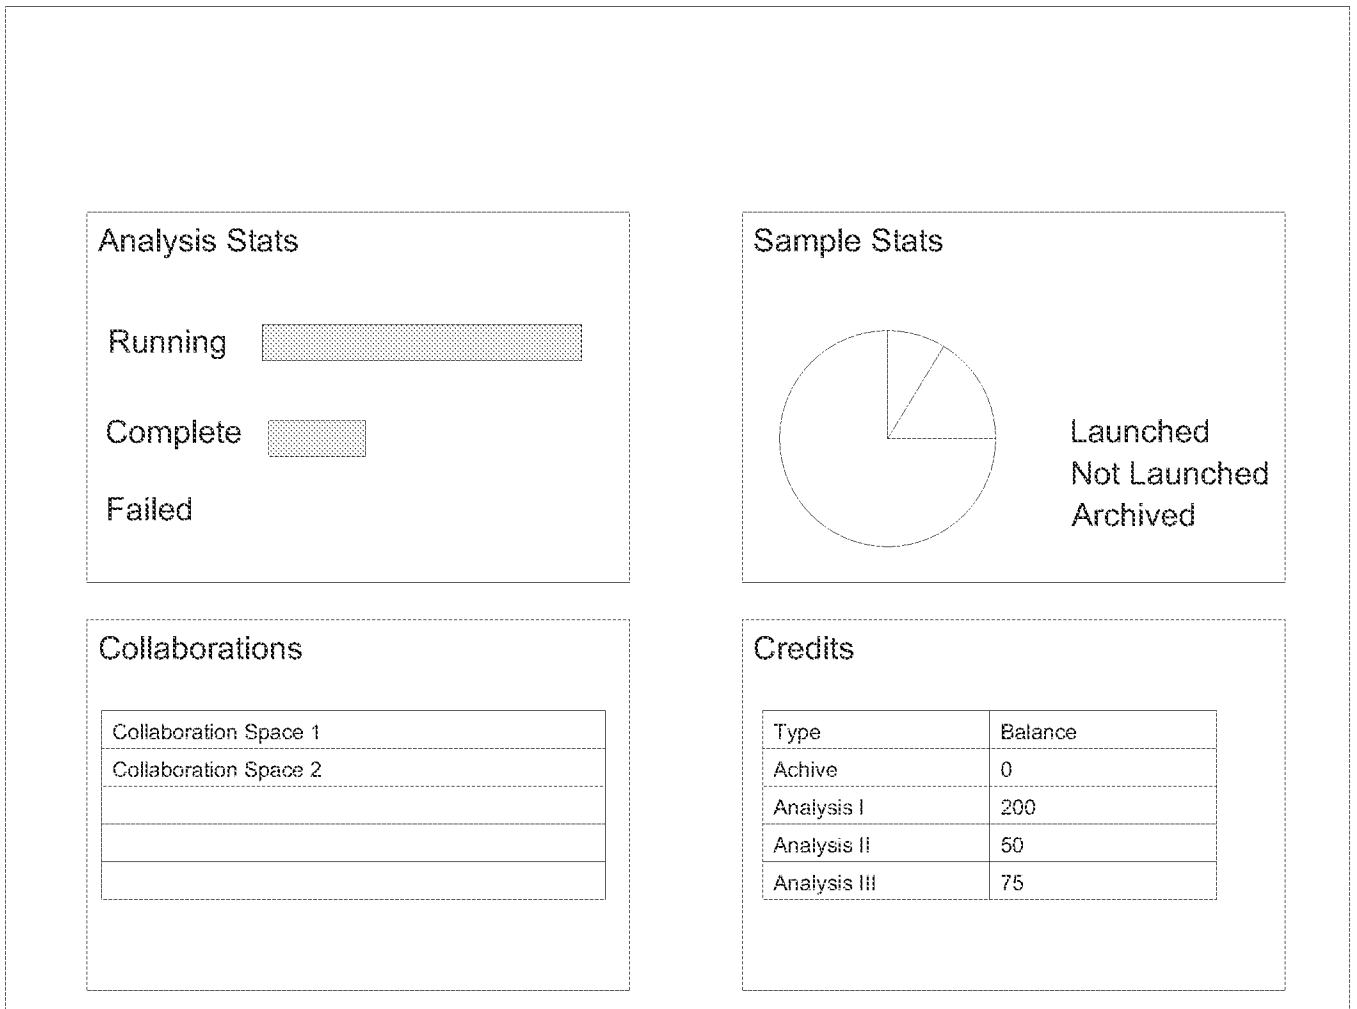 Analysis Stats
Running
Complete
Failed
Sample Stats
Launched
Not Launched
Archived
Collaborations
Collaboration Space 1
Collaboration Space 2
Credits
Type Balance
Achive 0
Analysis I 200
Analysis II 50
Analysis III 75